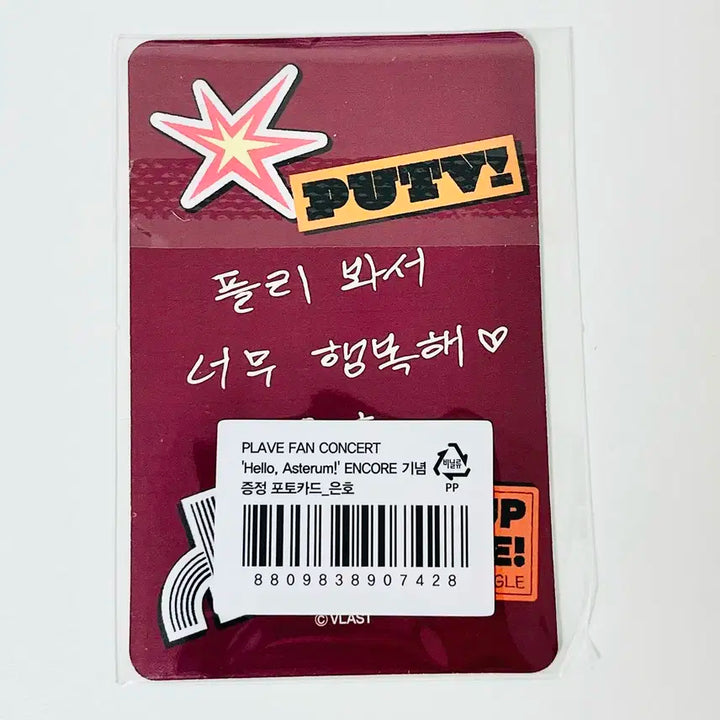 PUTV!
플리 봐서
너무 행복해♡
PLAVE FAN CONCERT
'Hello, Asterum!' ENCORE 기념
증정 포토카드_은호
비닐류
PP
UP
E!
GLE
8809838907428
©VLAST